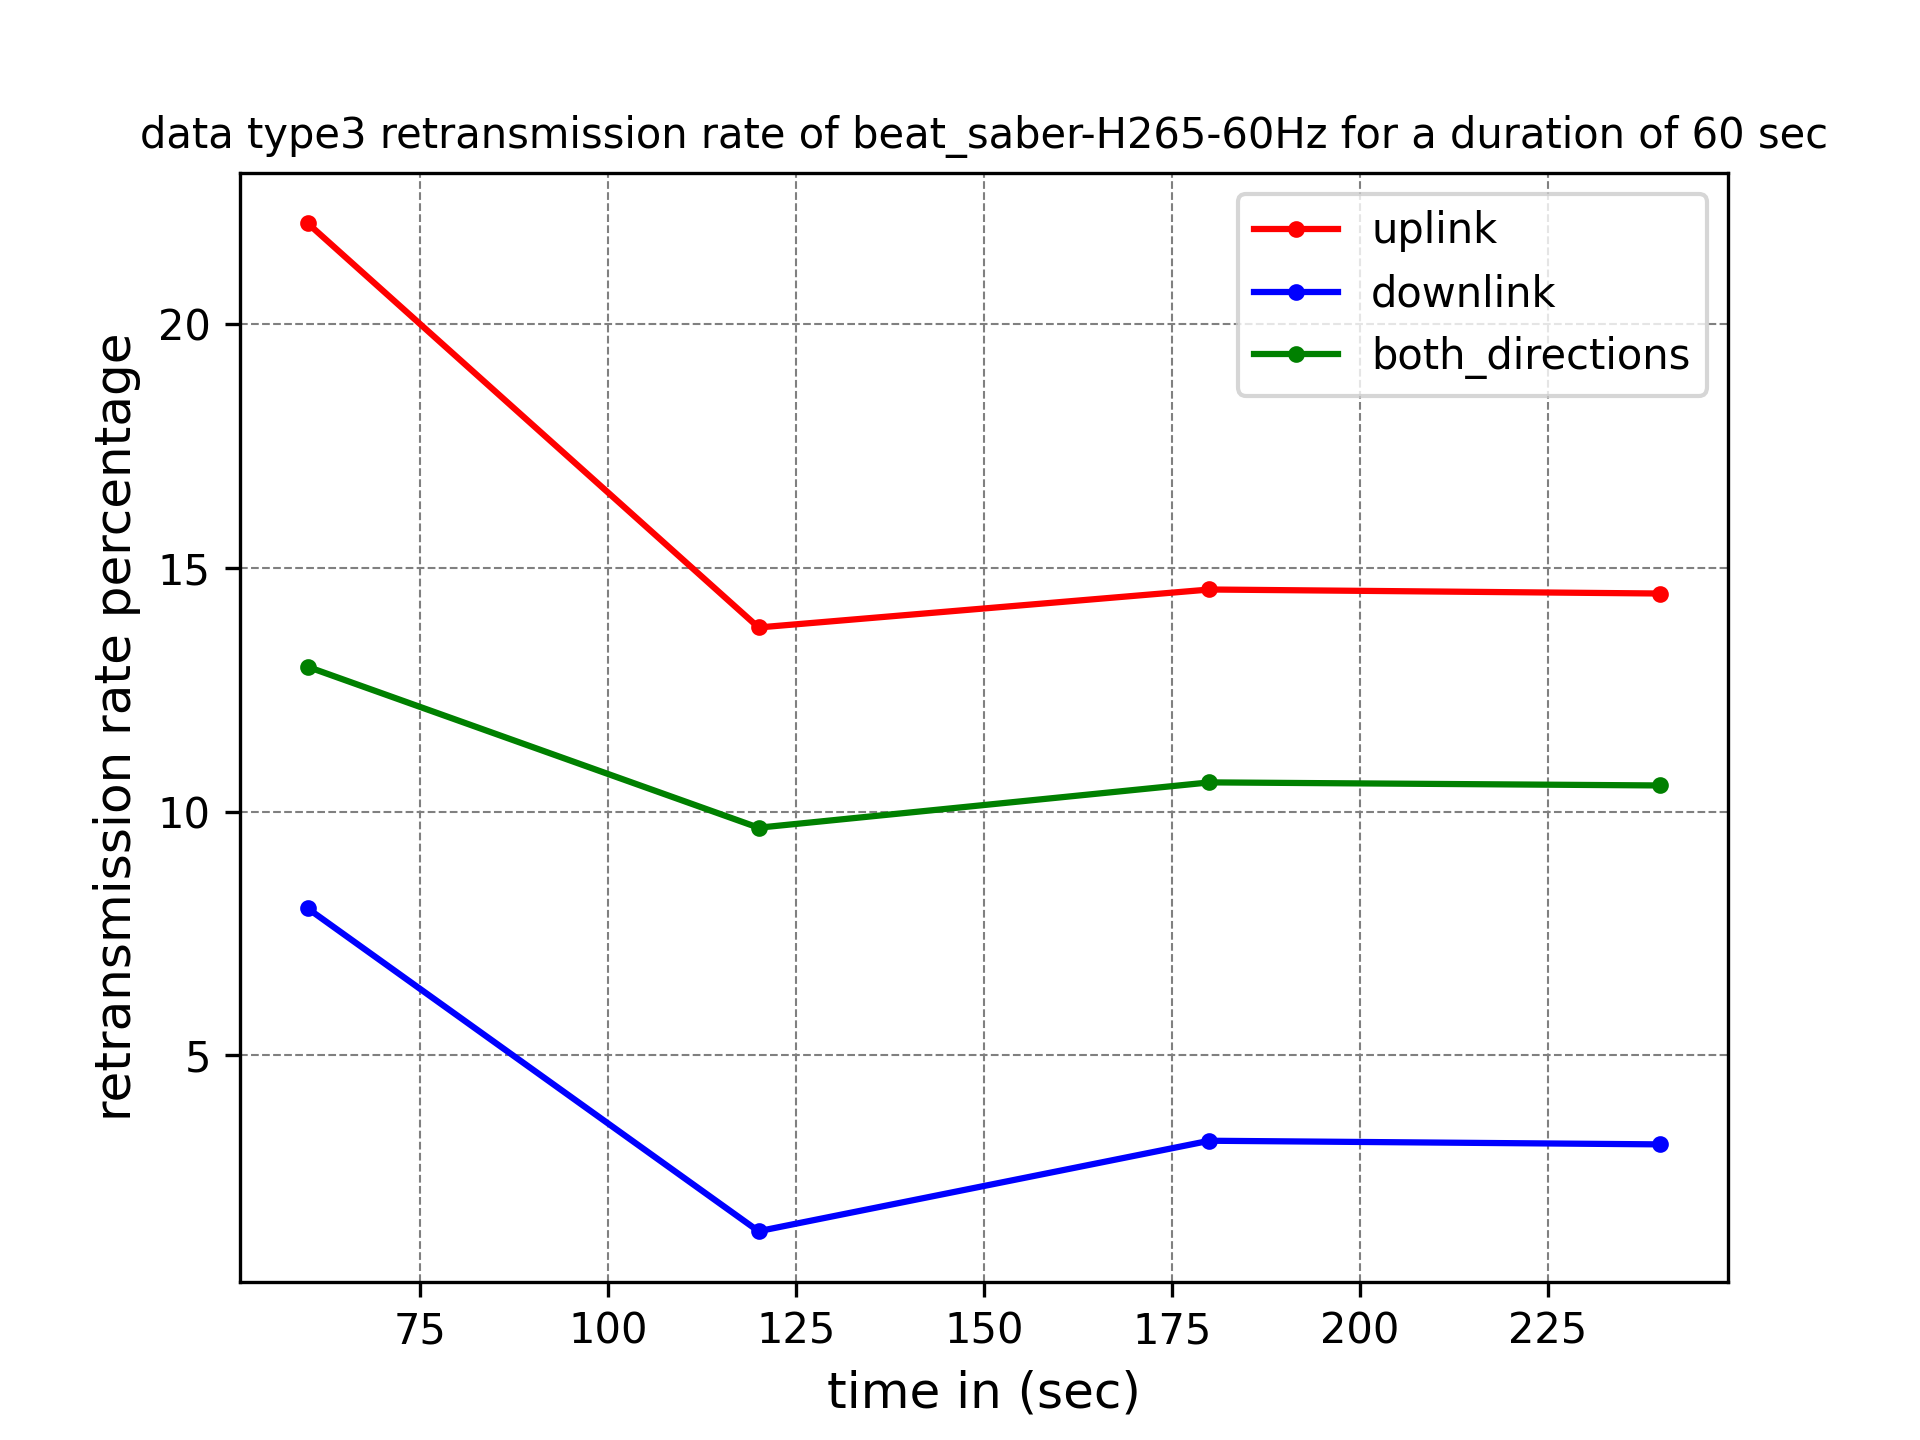 data type3 retransmission rate of beat_saber-H265-60Hz for a duration of 60 sec
uplink
downlink
both_directions
retransmission rate percentage
20
15
10
5
75 100 125 150 175 200 225
time in (sec)